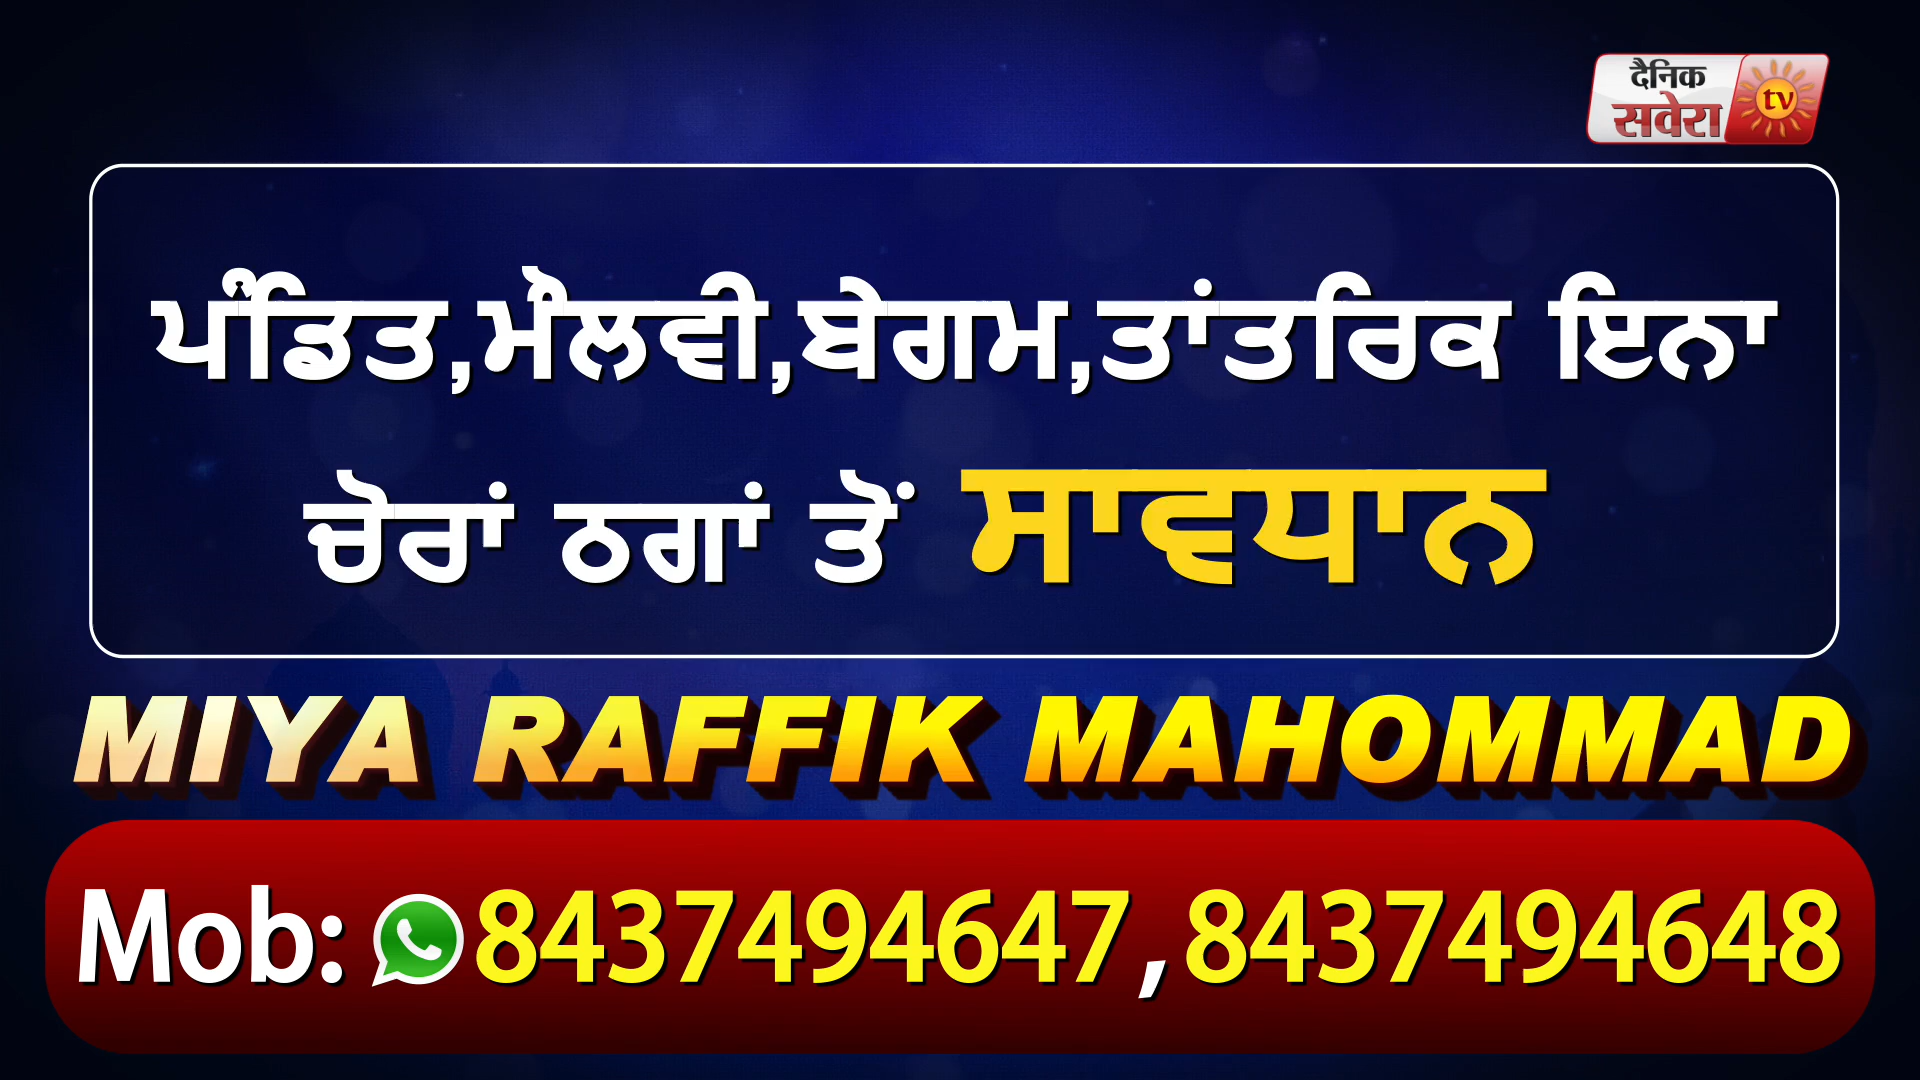 दैनिक
सवेरा tv
ਪੰਡਿਤ,ਮੌਲਵੀ,ਬੇਗਮ,ਤਾਂਤਰਿਕ ਇਨਾ
ਚੋਰਾਂ ਠਗਾਂ ਤੋਂ ਸਾਵਧਾਨ
MIYA RAFFIK MAHOMMAD
Mob: 8437494647, 8437494648